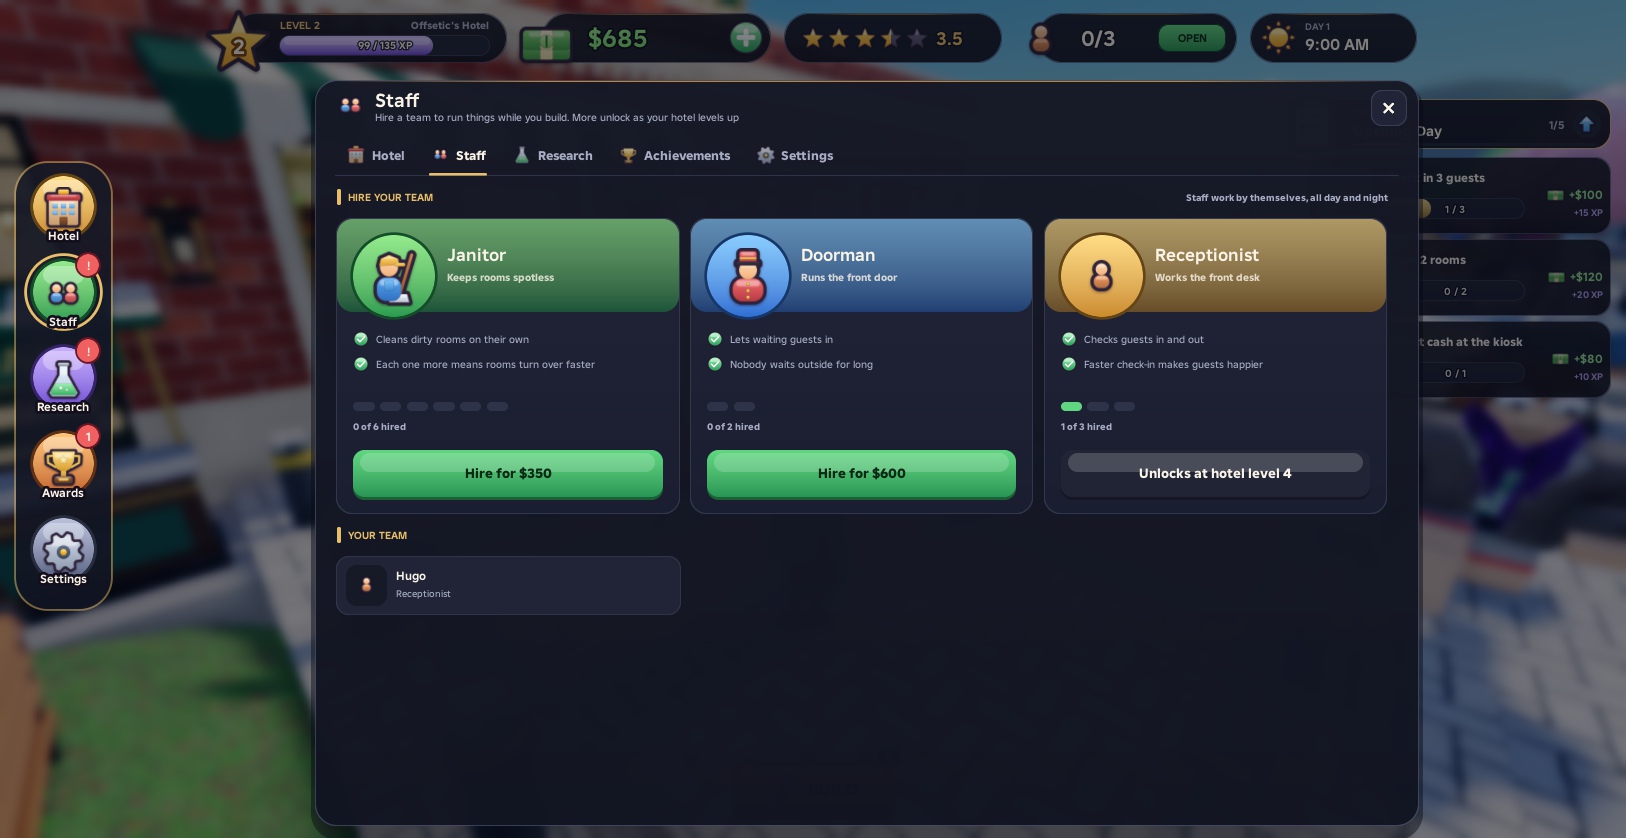 LEVEL 2
Offsetic's Hotel
2
99 / 135 XP
$685
3.5
0/3
OPEN
DAY 1
9:00 AM
Staff
Hire a team to run things while you build. More unlock as your hotel levels up
Hotel
Staff
Research
Achievements
Settings
HIRE YOUR TEAM
Staff work by themselves, all day and night
Janitor
Keeps rooms spotless
Cleans dirty rooms on their own
Each one more means rooms turn over faster
0 of 6 hired
Hire for $350
Doorman
Runs the front door
Lets waiting guests in
Nobody waits outside for long
0 of 2 hired
Hire for $600
Receptionist
Works the front desk
Checks guests in and out
Faster check-in makes guests happier
1 of 3 hired
Unlocks at hotel level 4
YOUR TEAM
Hugo
Receptionist
Hotel
!
Staff
!
Research
1
Awards
Settings
Day
1/5
in 3 guests
1 / 3
+$100
+15 XP
2 rooms
0 / 2
+$120
+20 XP
cash at the kiosk
0 / 1
+$80
+10 XP